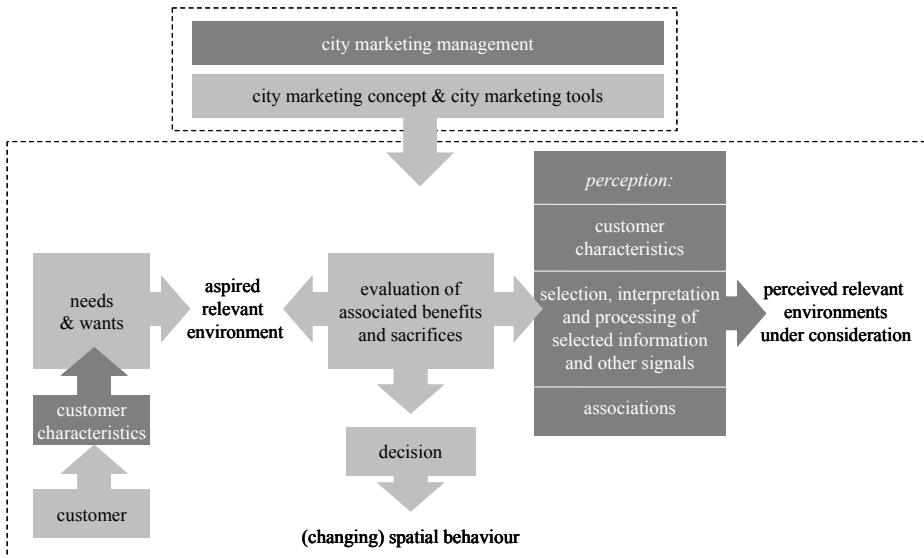 city marketing management
city marketing concept & city marketing tools
perception:
customer
characteristics
selection, interpretation
and processing of
selected information
and other signals
associations
needs
& wants
aspired
relevant
environment
evaluation of
associated benefits
and sacrifices
perceived relevant
environments
under consideration
customer
characteristics
customer
decision
(changing) spatial behaviour